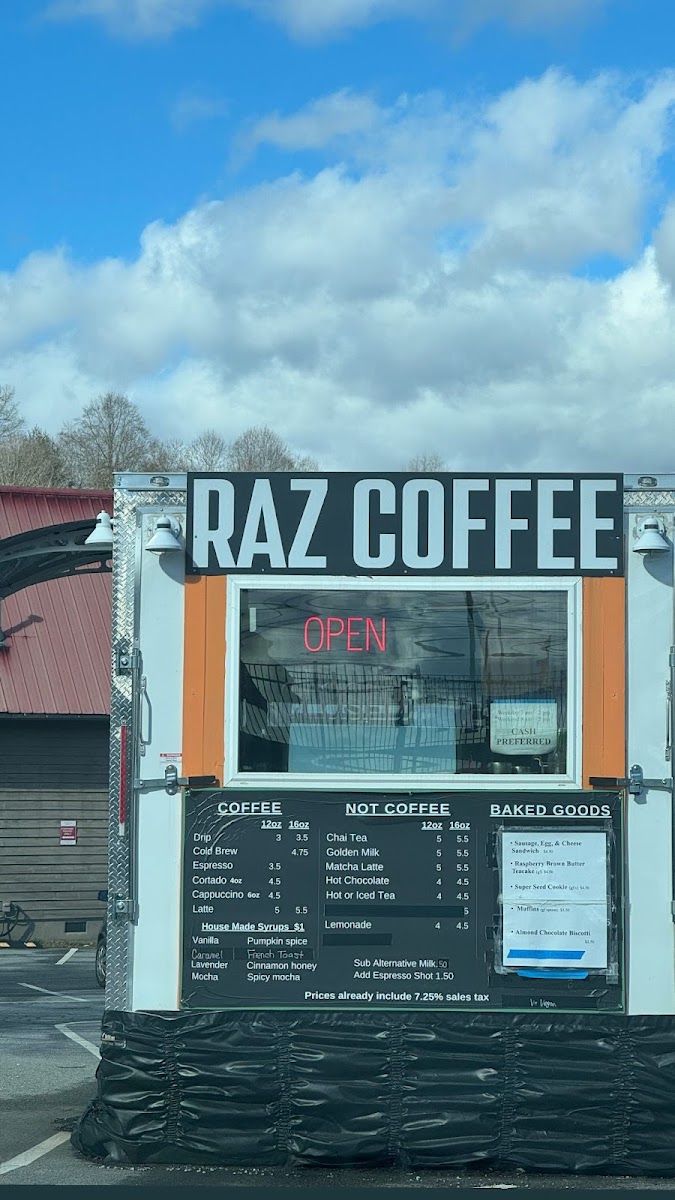 RAZ COFFEE
OPEN
CASH
PREFERRED
COFFEE
12oz 16oz
Drip 3 3.5
Cold Brew 4.75
Espresso 3.5
Cortado 4oz 4.5
Cappuccino 6oz 4.5
Latte 5 5.5
House Made Syrups $1
Vanilla Pumpkin spice
Caramel French Toast
Lavender Cinnamon honey
Mocha Spicy mocha
NOT COFFEE
12oz 16oz
Chai Tea 5 5.5
Golden Milk 5 5.5
Matcha Latte 5 5.5
Hot Chocolate 4 4.5
Hot or Iced Tea 4 4.5
5
Lemonade 4 4.5
Sub Alternative Milk .50
Add Espresso Shot 1.50
BAKED GOODS
• Sausage, Egg, & Cheese
Sandwich
• Raspberry Brown Butter
Teacake
• Super Seed Cookie
• Muffins
• Almond Chocolate Biscotti
Prices already include 7.25% sales tax